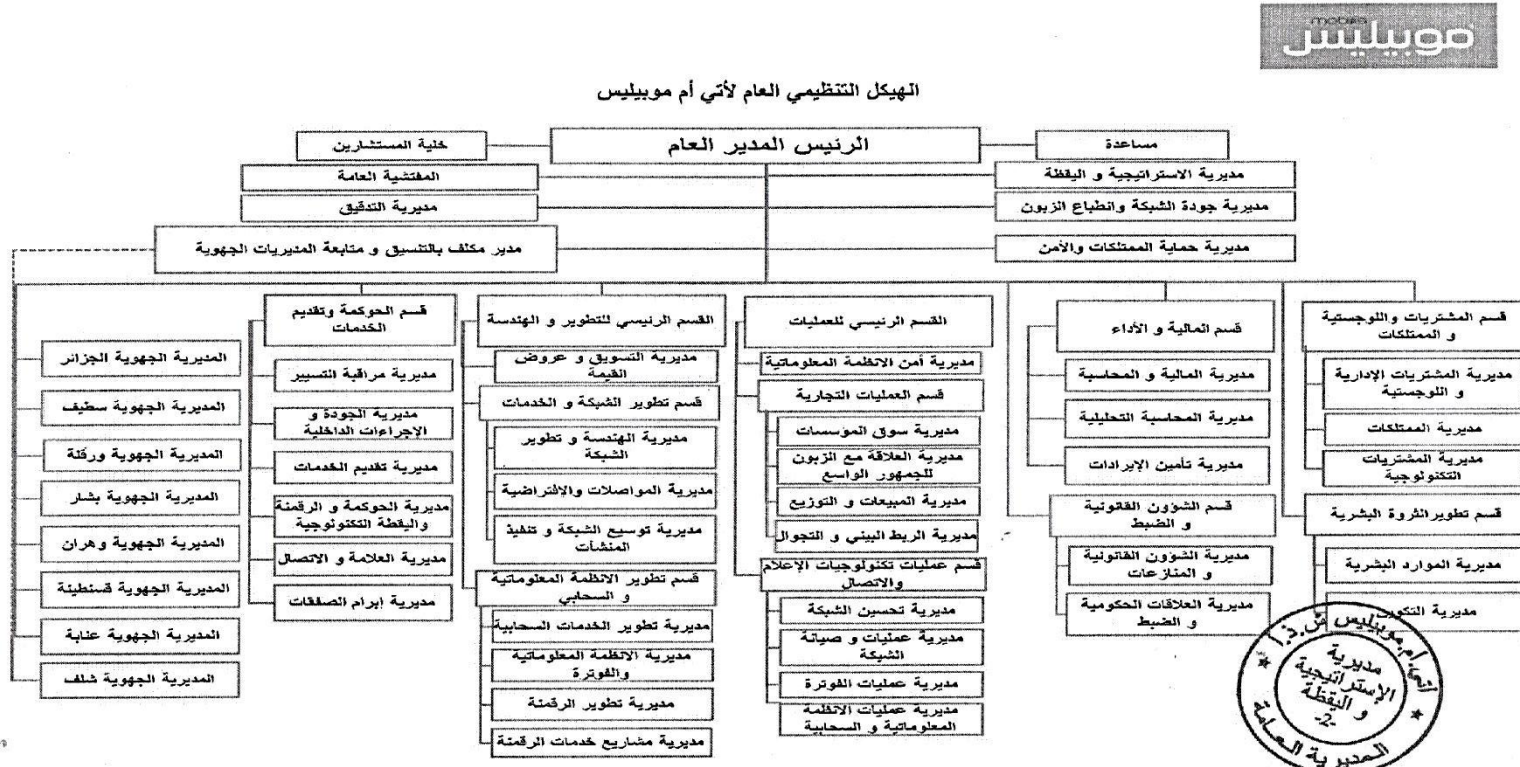 mobilis
موبيليس
الهيكل التنظيمي العام لأتي أم موبيليس
الرئيس المدير العام
مساعدة
خلية المستشارين
مديرية الاستراتيجية و اليقظة
المفتشية العامة
مديرية جودة الشبكة وانطباع الزبون
مديرية التدقيق
مديرية حماية الممتلكات والأمن
مدير مكلف بالتنسيق و متابعة المديريات الجهوية
قسم المشتريات واللوجستية
و الممتلكات
مديرية المشتريات الإدارية
و اللوجستية
مديرية الممتلكات
مديرية المشتريات
التكنولوجية
قسم تطوير الثروة البشرية
مديرية الموارد البشرية
مديرية التكوين
قسم المالية و الأداء
مديرية المالية و المحاسبة
مديرية المحاسبة التحليلية
مديرية تأمين الإيرادات
قسم الشؤون القانونية
و الضبط
مديرية الشؤون القانونية
و المنازعات
مديرية العلاقات الحكومية
و الضبط
القسم الرئيسي للعمليات
مديرية أمن الانظمة المعلوماتية
قسم العمليات التجارية
مديرية سوق المؤسسات
مديرية العلاقة مع الزبون
للجمهور الواسع
مديرية المبيعات و التوزيع
مديرية الربط البيني و التجوال
قسم عمليات تكنولوجيات الإعلام
والاتصال
مديرية تحسين الشبكة
مديرية عمليات و صيانة
الشبكة
مديرية عمليات الفوترة
مديرية عمليات الانظمة
المعلوماتية و السحابية
القسم الرئيسي للتطوير و الهندسة
مديرية التسويق و عروض
القيمة
قسم تطوير الشبكة و الخدمات
مديرية الهندسة و تطوير
الشبكة
مديرية المواصلات والإفتراضية
مديرية توسيع الشبكة و تنفيذ
المنشآت
قسم تطوير الانظمة المعلوماتية
و السحابي
مديرية تطوير الخدمات السحابية
مديرية الانظمة المعلوماتية
والفوترة
مديرية تطوير الرقمنة
مديرية مشاريع خدمات الرقمنة
قسم الحوكمة وتقديم
الخدمات
مديرية مراقبة التسيير
مديرية الجودة و
الإجراءات الداخلية
مديرية تقديم الخدمات
مديرية الحوكمة و الرقمنة
واليقظة التكنولوجية
مديرية العلامة و الاتصال
مديرية إبرام الصفقات
المديرية الجهوية الجزائر
المديرية الجهوية سطيف
المديرية الجهوية ورقلة
المديرية الجهوية بشار
المديرية الجهوية وهران
المديرية الجهوية قسنطينة
المديرية الجهوية عنابة
المديرية الجهوية شلف
أتي.أم.موبيليس ش.ذ.أ
مديرية
الإستراتيجية
و اليقظة
-2-
المديرية العامة